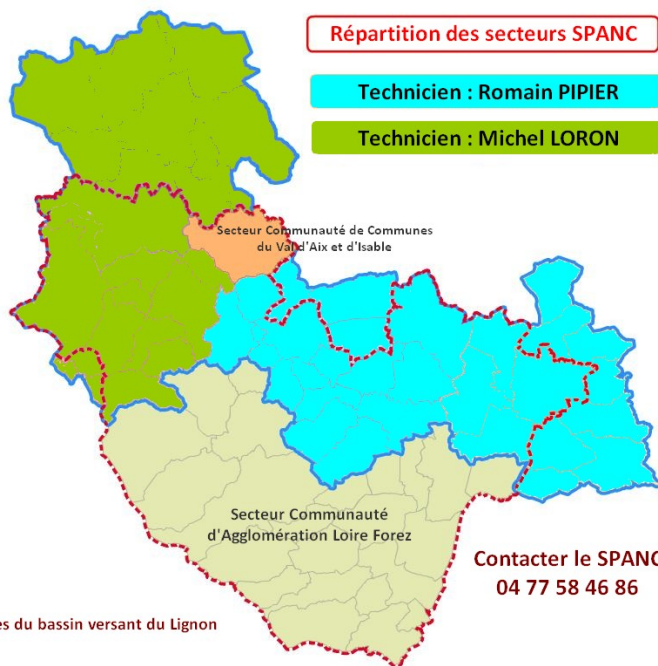 Répartition des secteurs SPANC
Technicien : Romain PIPIER
Technicien : Michel LORON
Secteur Communauté de Communes
du Val d'Aix et d'Isable
Secteur Communauté
d'Agglomération Loire Forez
Contacter le SPANC
04 77 58 46 86
du bassin versant du Lignon